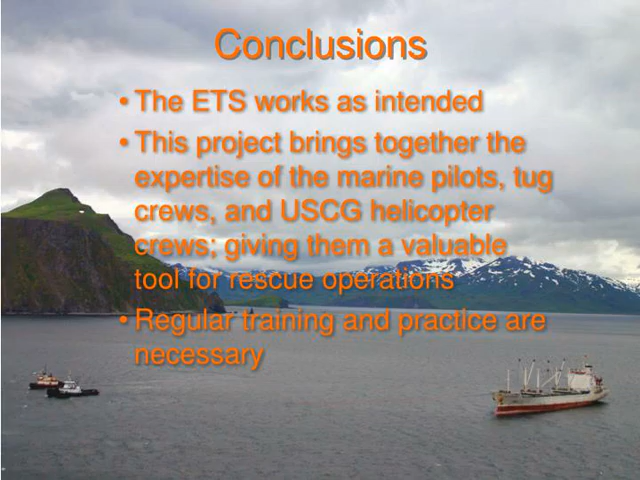 Conclusions
• The ETS works as intended
• This project brings together the
expertise of the marine pilots, tug
crews, and USCG helicopter
crews; giving them a valuable
tool for rescue operations
• Regular training and practice are
necessary